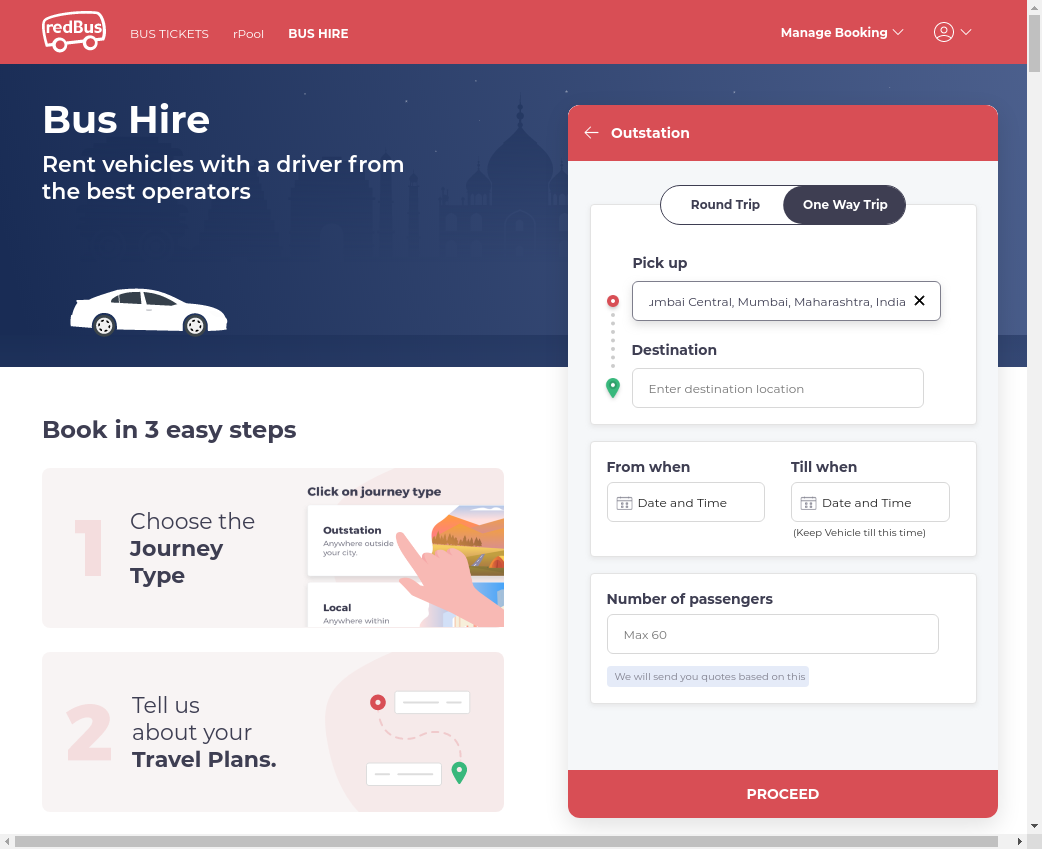 redBus
BUS TICKETS
rPool
BUS HIRE
Manage Booking
Bus Hire
Rent vehicles with a driver from
the best operators
Outstation
Round Trip
One Way Trip
Pick up
umbai Central, Mumbai, Maharashtra, India
Destination
Enter destination location
From when
Till when
Date and Time
Date and Time
(Keep Vehicle till this time)
Number of passengers
Max 60
We will send you quotes based on this
PROCEED
Book in 3 easy steps
1
Choose the
Journey
Type
Click on journey type
Outstation
Anywhere outside
your city.
Local
Anywhere within
2
Tell us
about your
Travel Plans.